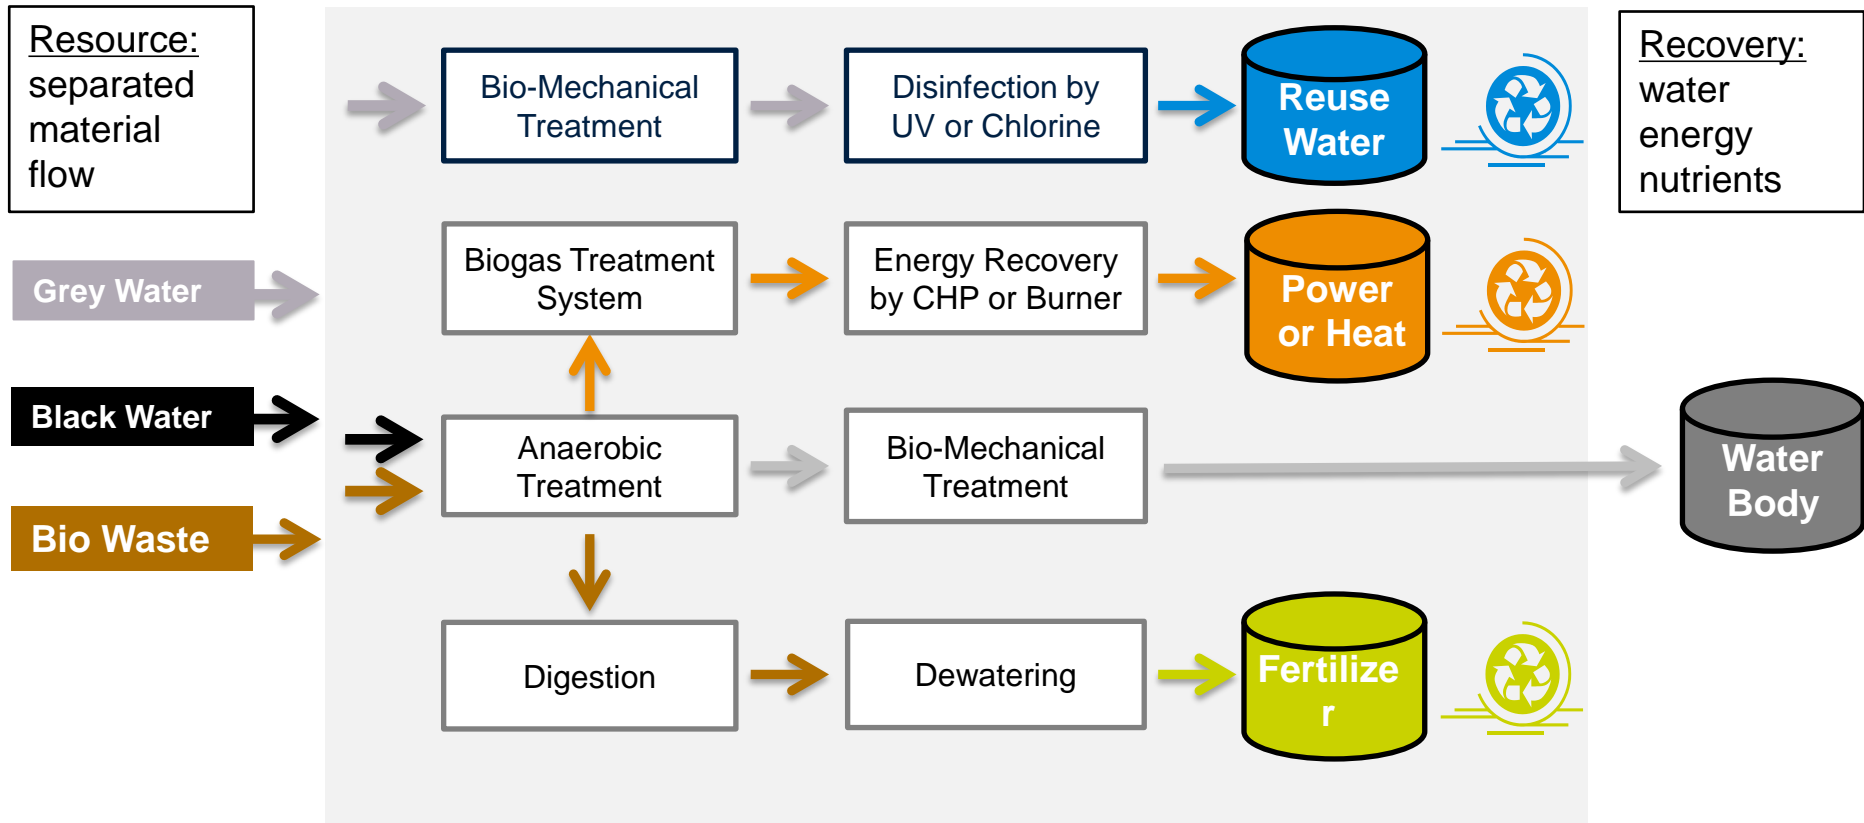 Resource:
separated
material
flow
Grey Water
Black Water
Bio Waste
Bio-Mechanical
Treatment
Disinfection by
UV or Chlorine
Reuse
Water
Biogas Treatment
System
Energy Recovery
by CHP or Burner
Power
or Heat
Anaerobic
Treatment
Bio-Mechanical
Treatment
Digestion
Dewatering
Fertilize
r
Recovery:
water
energy
nutrients
Water
Body